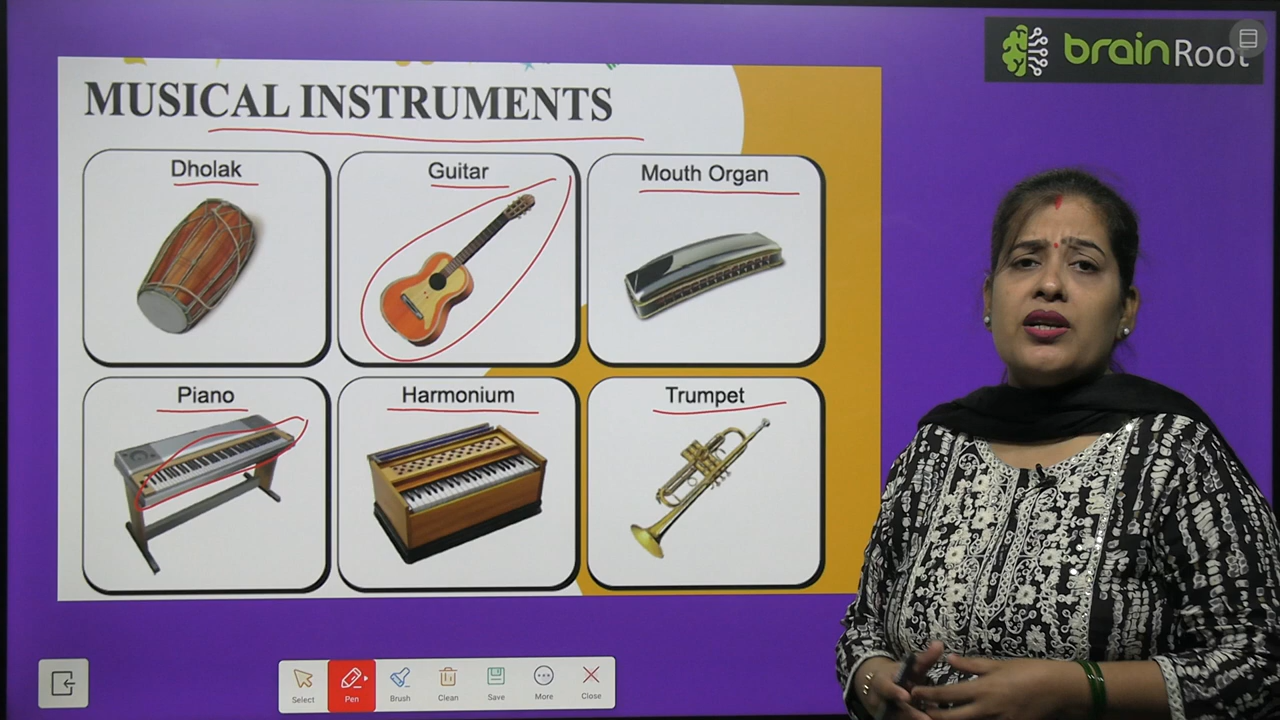 brainRoot
MUSICAL INSTRUMENTS
Dholak
Guitar
Mouth Organ
Piano
Harmonium
Trumpet
Select
Pen
Brush
Clean
Save
More
Close